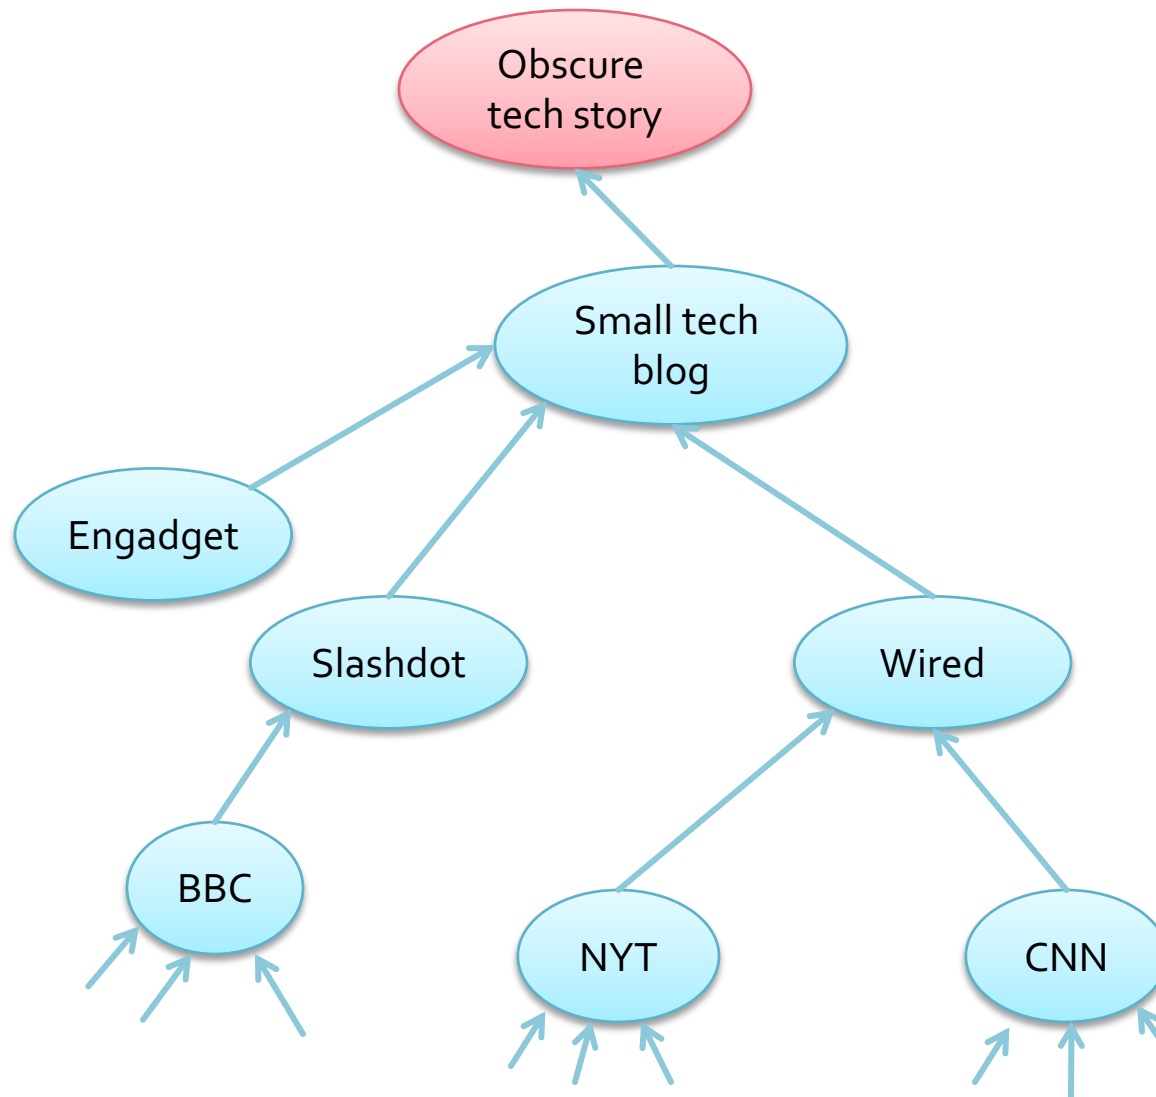 Obscure
tech story
Small tech
blog
Engadget
Slashdot
Wired
BBC
NYT
CNN